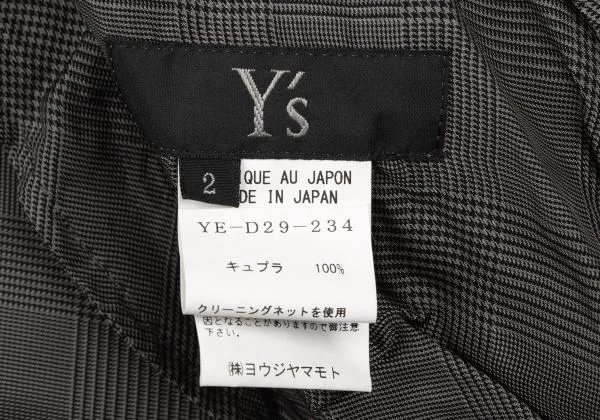 Y's
2
IQUE AU JAPON
DE IN JAPAN
YE-D29-234
キュプラ 100%
クリーニングネットを使用
因となることがありますので御注意
下さい。
(株)ヨウジヤマモト